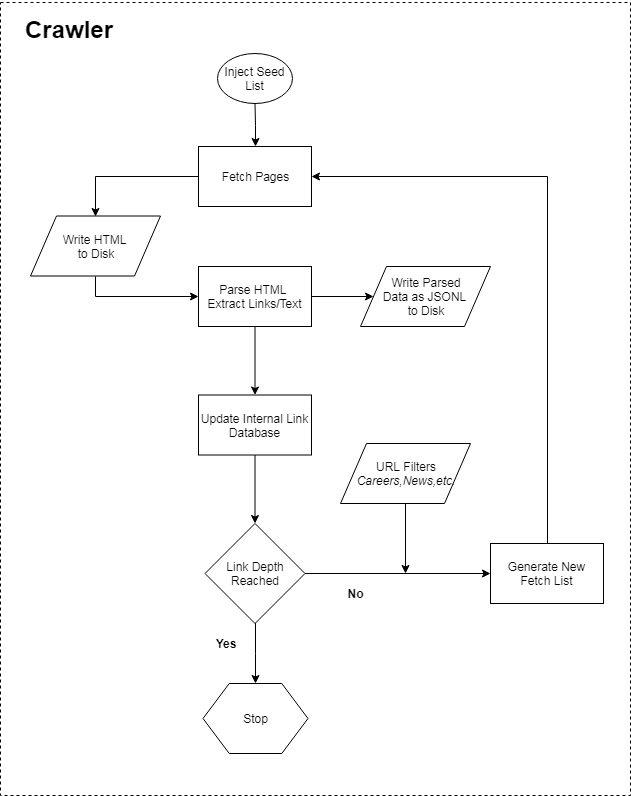 Crawler
Inject Seed
List
Fetch Pages
Write HTML
to Disk
Parse HTML
Extract Links/Text
Write Parsed
Data as JSONL
to Disk
Update Internal Link
Database
URL Filters
Careers,News,etc.
Link Depth
Reached
No
Generate New
Fetch List
Yes
Stop